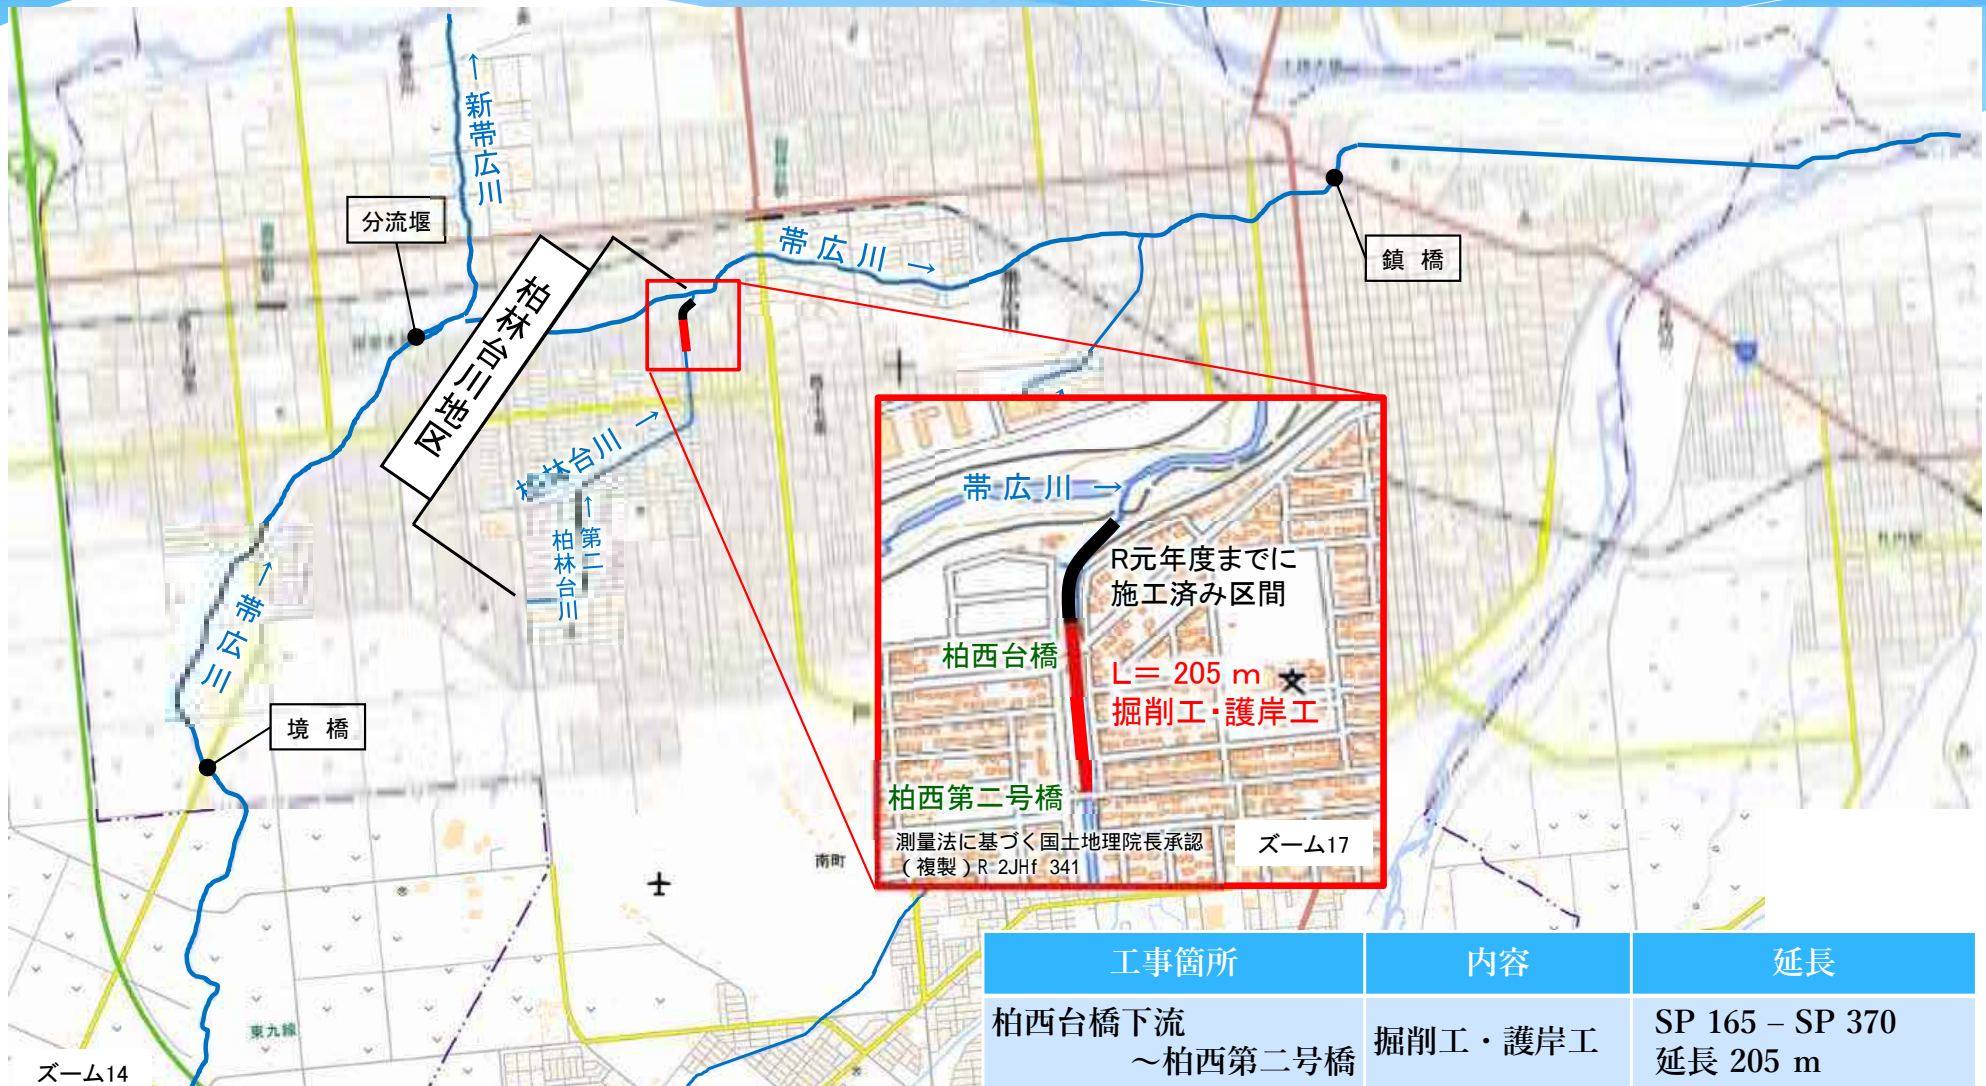 ↑新帯広川
分流堰
帯広川→
鎮 橋
柏林台川地区
柏林台川→
↑第二
柏林台川
↑帯広川
境 橋
帯広川→
R元年度までに
施工済み区間
柏西台橋
L= 205 m
掘削工・護岸工
柏西第二号橋
測量法に基づく国土地理院長承認
(複製)R 2JHf 341
ズーム17
南町
東九線
ズーム14
工事箇所 内容 延長
柏西台橋下流
～柏西第二号橋
掘削工・護岸工
SP 165 – SP 370
延長 205 m